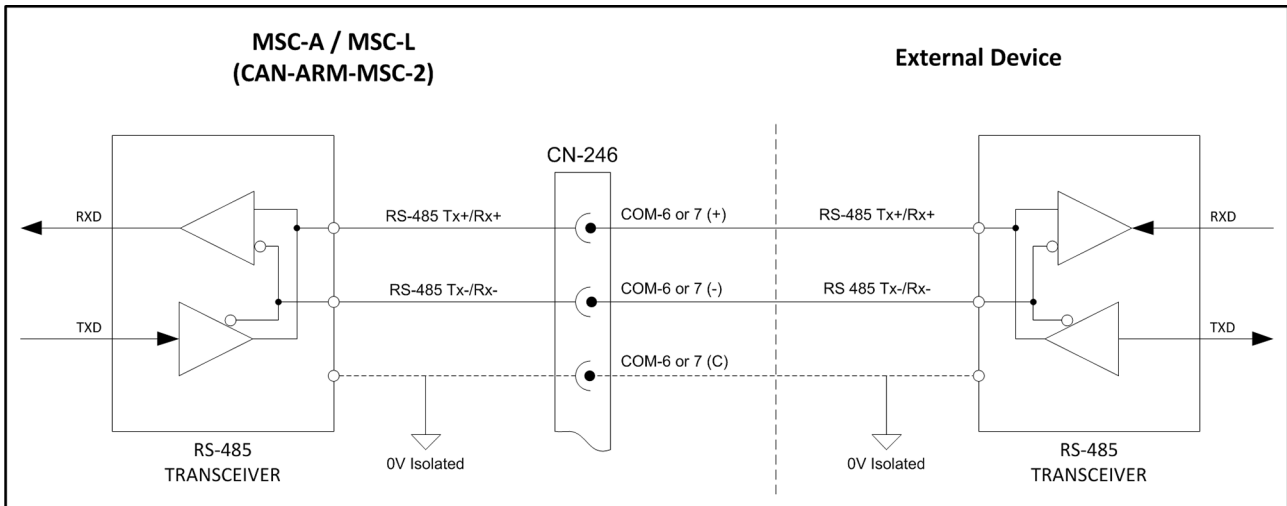 MSC-A / MSC-L
(CAN-ARM-MSC-2)
External Device
CN-246
RXD
RS-485 Tx+/Rx+
COM-6 or 7 (+)
RS-485 Tx+/Rx+
RXD
RS-485 Tx-/Rx-
COM-6 or 7 (-)
RS 485 Tx-/Rx-
TXD
TXD
COM-6 or 7 (C)
RS-485
TRANSCEIVER
0V Isolated
0V Isolated
RS-485
TRANSCEIVER